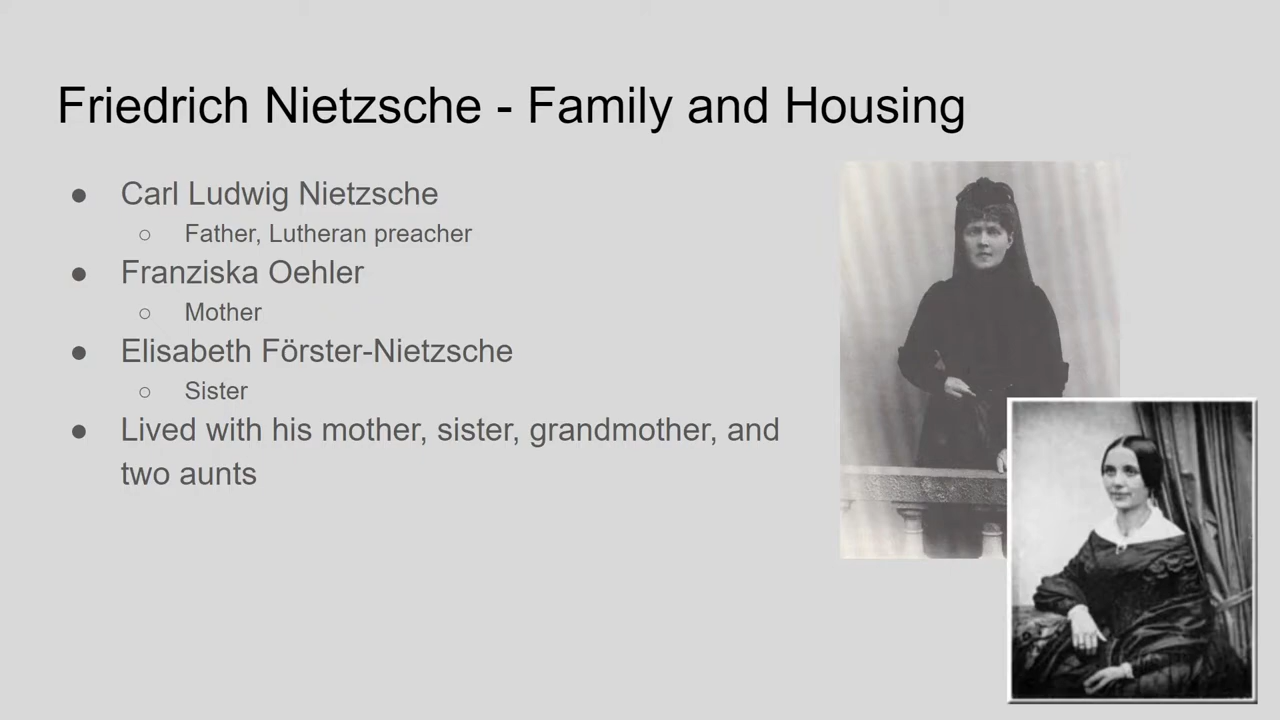 Friedrich Nietzsche - Family and Housing
● Carl Ludwig Nietzsche
○ Father, Lutheran preacher
● Franziska Oehler
○ Mother
● Elisabeth Förster-Nietzsche
○ Sister
● Lived with his mother, sister, grandmother, and
two aunts